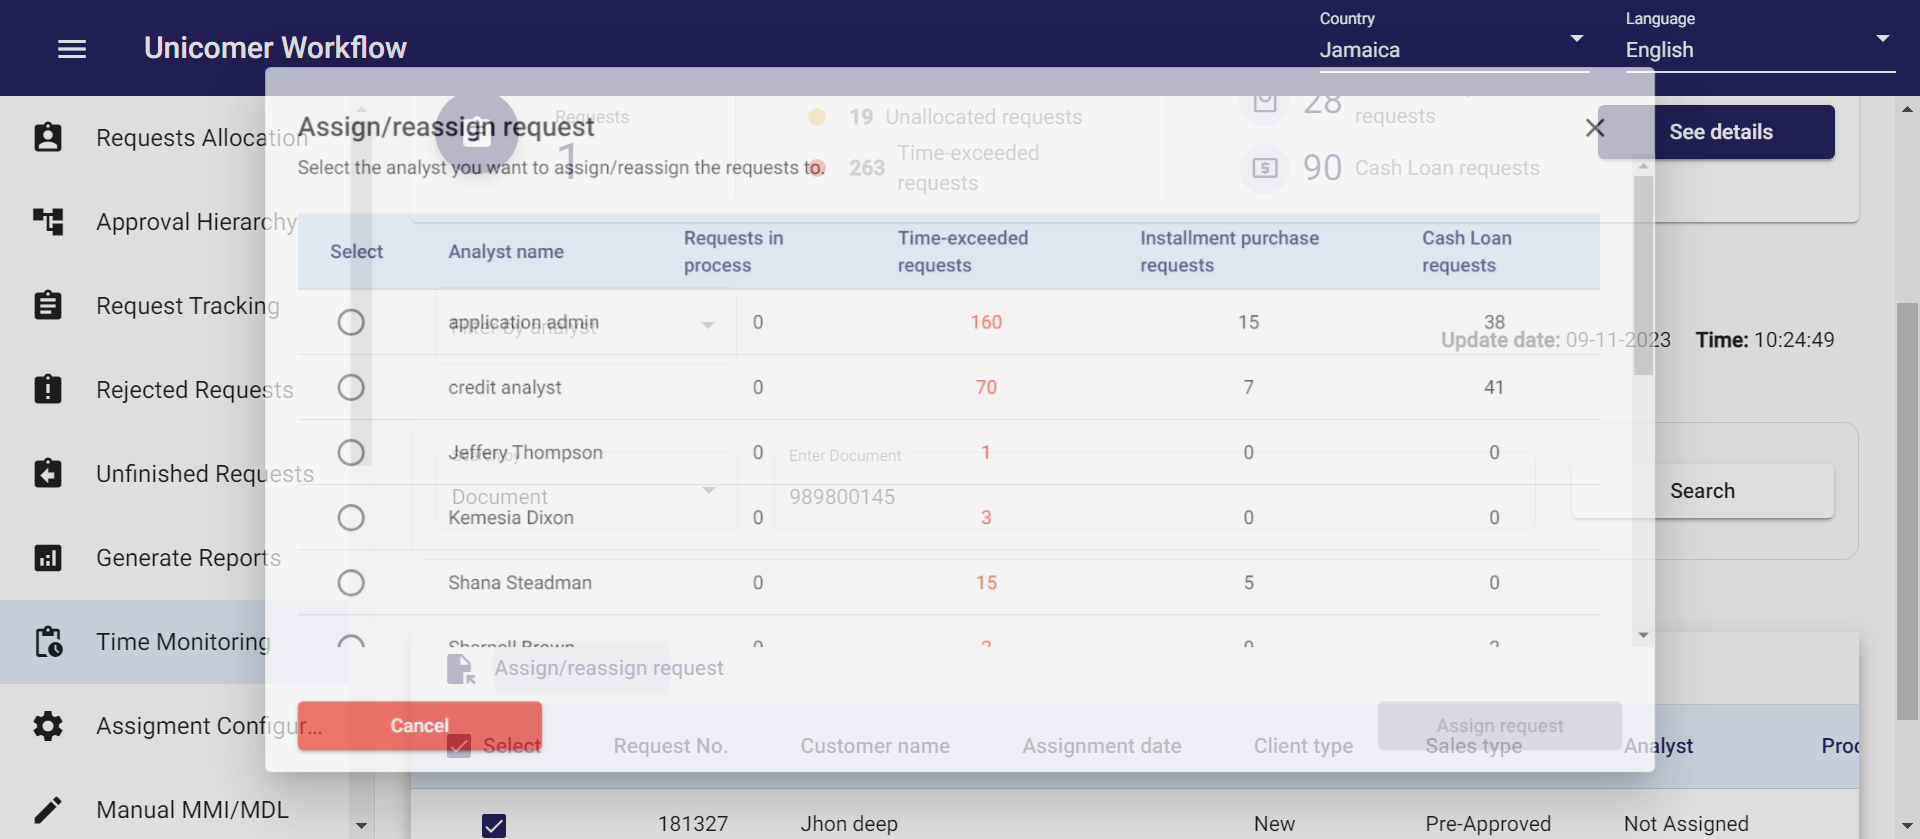 Unicomer Workflow
Country
Jamaica
Language
English
Requests Allocation
Approval Hierarchy
Request Tracking
Rejected Requests
Unfinished Requests
Generate Reports
Time Monitoring
Assigment Configur...
Manual MMI/MDL
Requests
1
19 Unallocated requests
263 Time-exceeded
requests
28
requests
90 Cash Loan requests
See details
Assign/reassign request
Select the analyst you want to assign/reassign the requests to.
Select Analyst name Requests in process Time-exceeded requests Installment purchase requests Cash Loan requests
application admin 0 160 15 38
credit analyst 0 70 7 41
Jeffery Thompson 0 1 0 0
Kemesia Dixon 0 3 0 0
Shana Steadman 0 15 5 0
Shernell Brown 0 2 0 2
Cancel
Assign request
Filter by analyst
Update date: 09-11-2023 Time: 10:24:49
Search by
Document
Enter Document
989800145
Search
Assign/reassign request
Select Request No. Customer name Assignment date Client type Sales type Analyst Proc
181327 Jhon deep New Pre-Approved Not Assigned